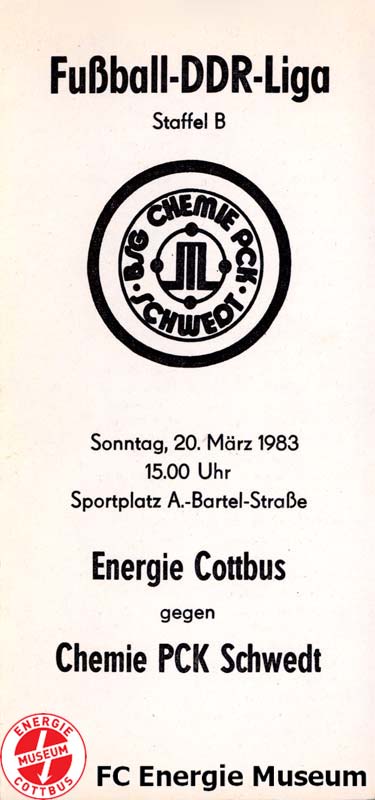 Fußball-DDR-Liga
Staffel B
BSG CHEMIE PCK
SCHWEDT
Sonntag, 20. März 1983
15.00 Uhr
Sportplatz A.-Bartel-Straße
Energie Cottbus
gegen
Chemie PCK Schwedt
ENERGIE
MUSEUM
COTTBUS
FC Energie Museum